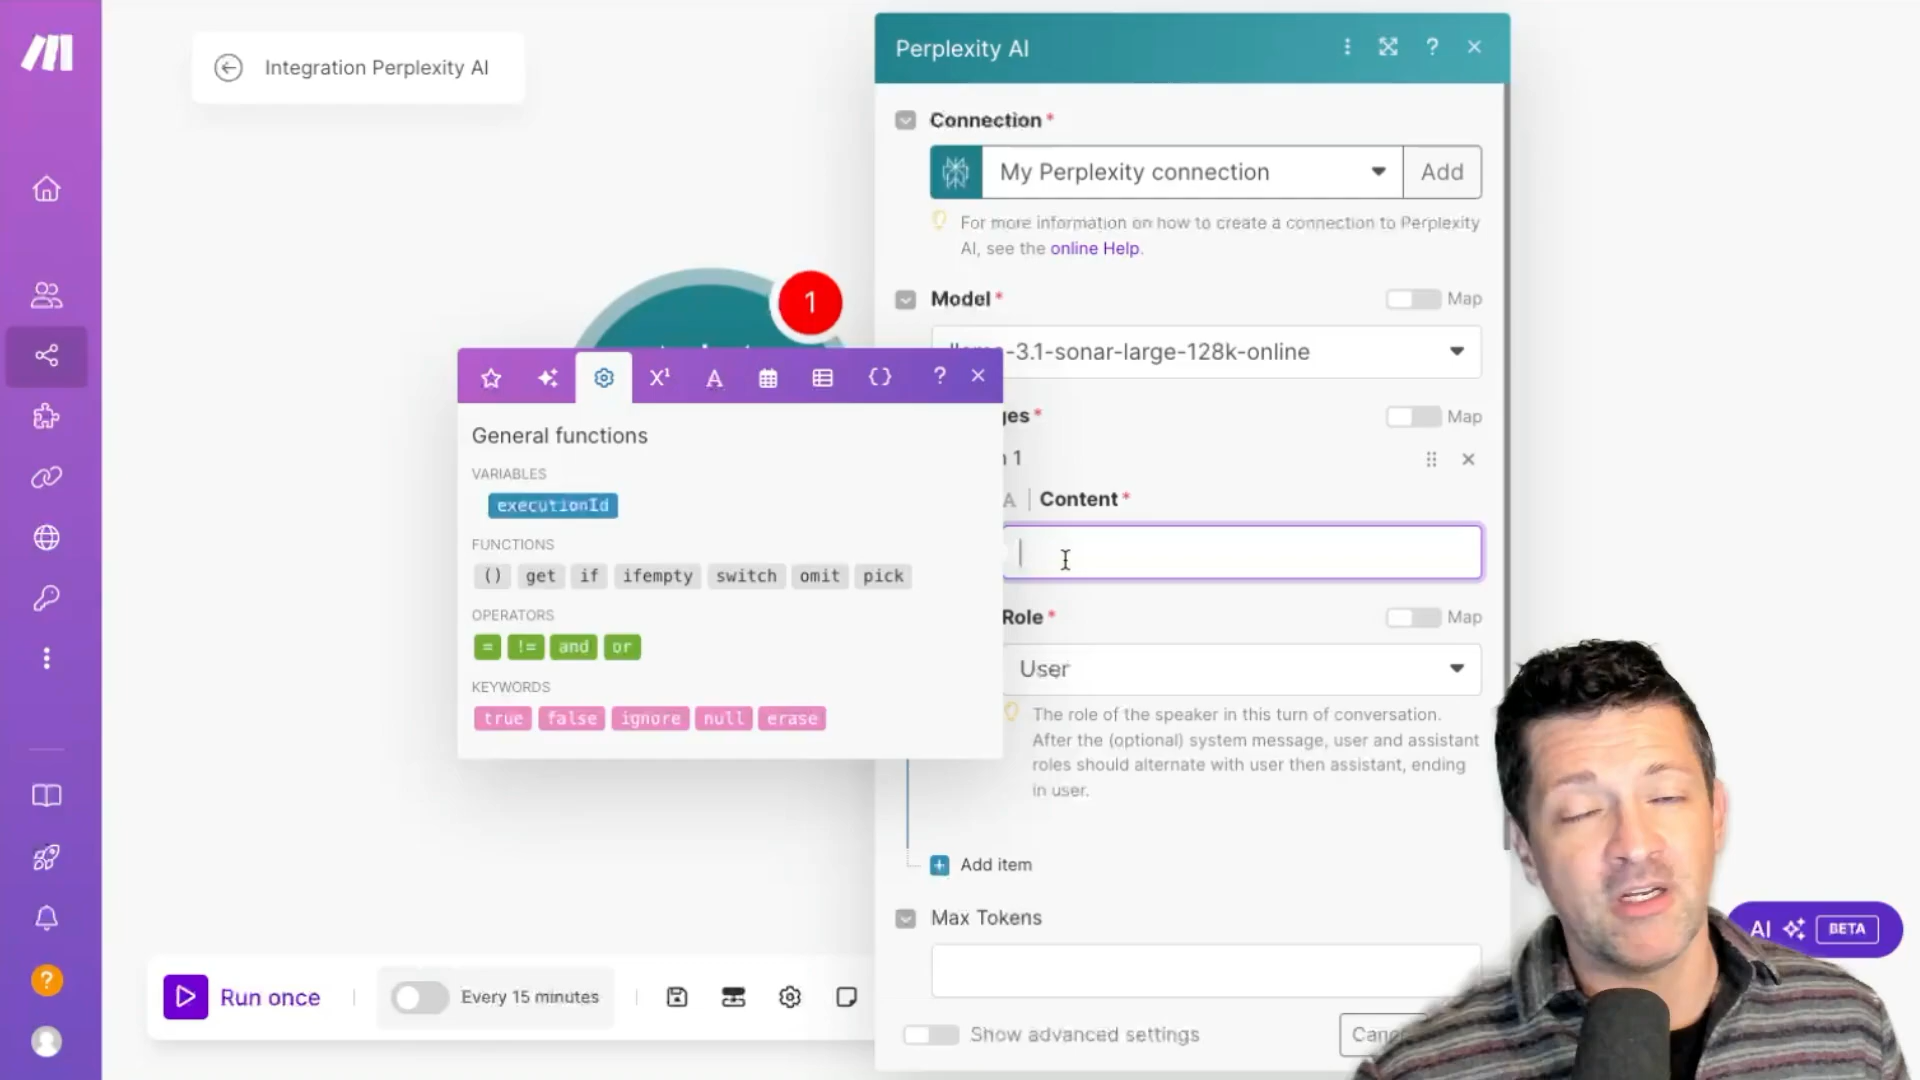 Integration Perplexity AI
Perplexity AI
?
Connection *
My Perplexity connection
Add
For more information on how to create a connection to Perplexity
AI, see the online Help.
Model *
Map
-3.1-sonar-large-128k-online
Map
1
A
Content *
Role *
Map
User
The role of the speaker in this turn of conversation.
After the (optional) system message, user and assistant
roles should alternate with user then assistant, ending
in user.
Add item
Max Tokens
Show advanced settings
1
X¹
A
?
General functions
VARIABLES
executionId
FUNCTIONS
() get if ifempty switch omit pick
OPERATORS
= != and or
KEYWORDS
true false ignore null erase
Run once
Every 15 minutes
?
AI
BETA